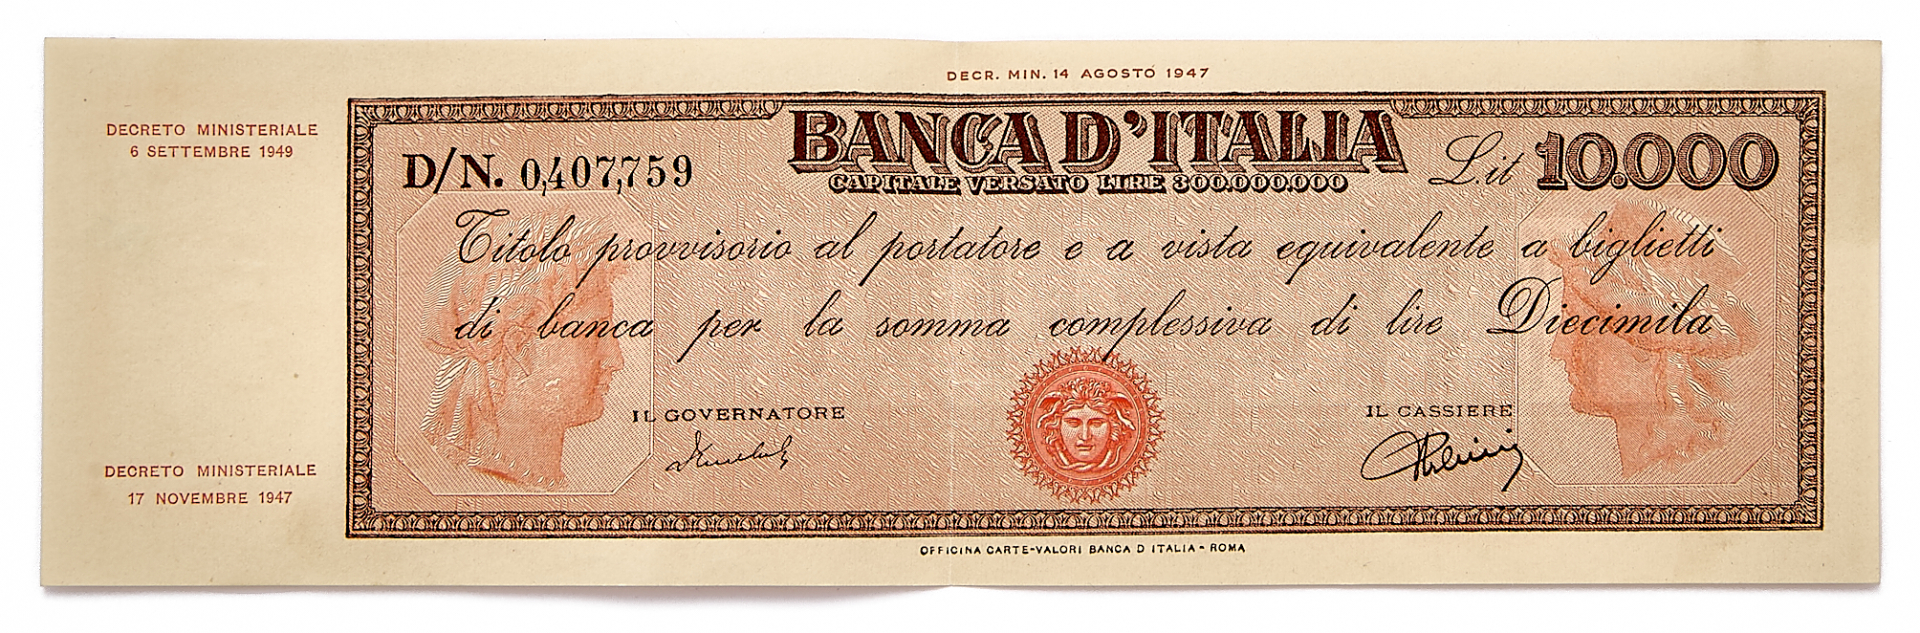 DECR. MIN. 14 AGOSTO 1947
DECRETO MINISTERIALE
6 SETTEMBRE 1949
BANCA D'ITALIA
CAPITALE VERSATO LIRE 300.000.000
D/N. 0,407,759
L.it 10.000
Titolo provvisorio al portatore e a vista equivalente a biglietti
di banca per la somma complessiva di lire Diecimila
IL GOVERNATORE
IL CASSIERE
DECRETO MINISTERIALE
17 NOVEMBRE 1947
OFFICINA CARTE-VALORI BANCA D ITALIA - ROMA